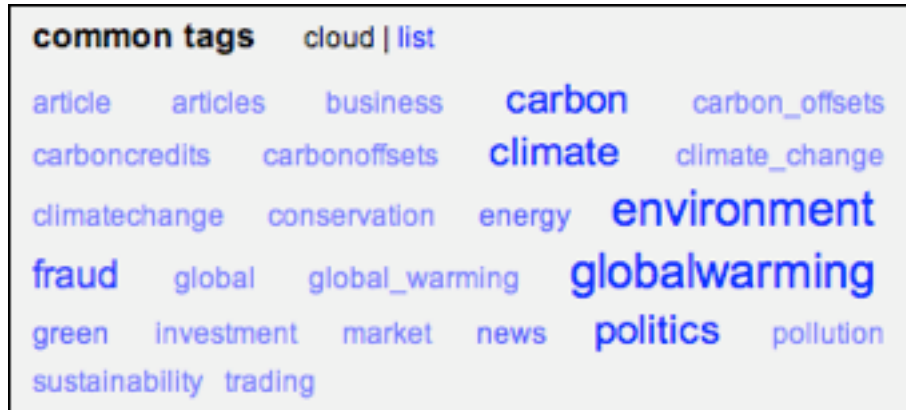 common tags cloud | list
article articles business carbon carbon_offsets
carboncredits carbonoffsets climate climate_change
climatechange conservation energy environment
fraud global global_warming globalwarming
green investment market news politics pollution
sustainability trading